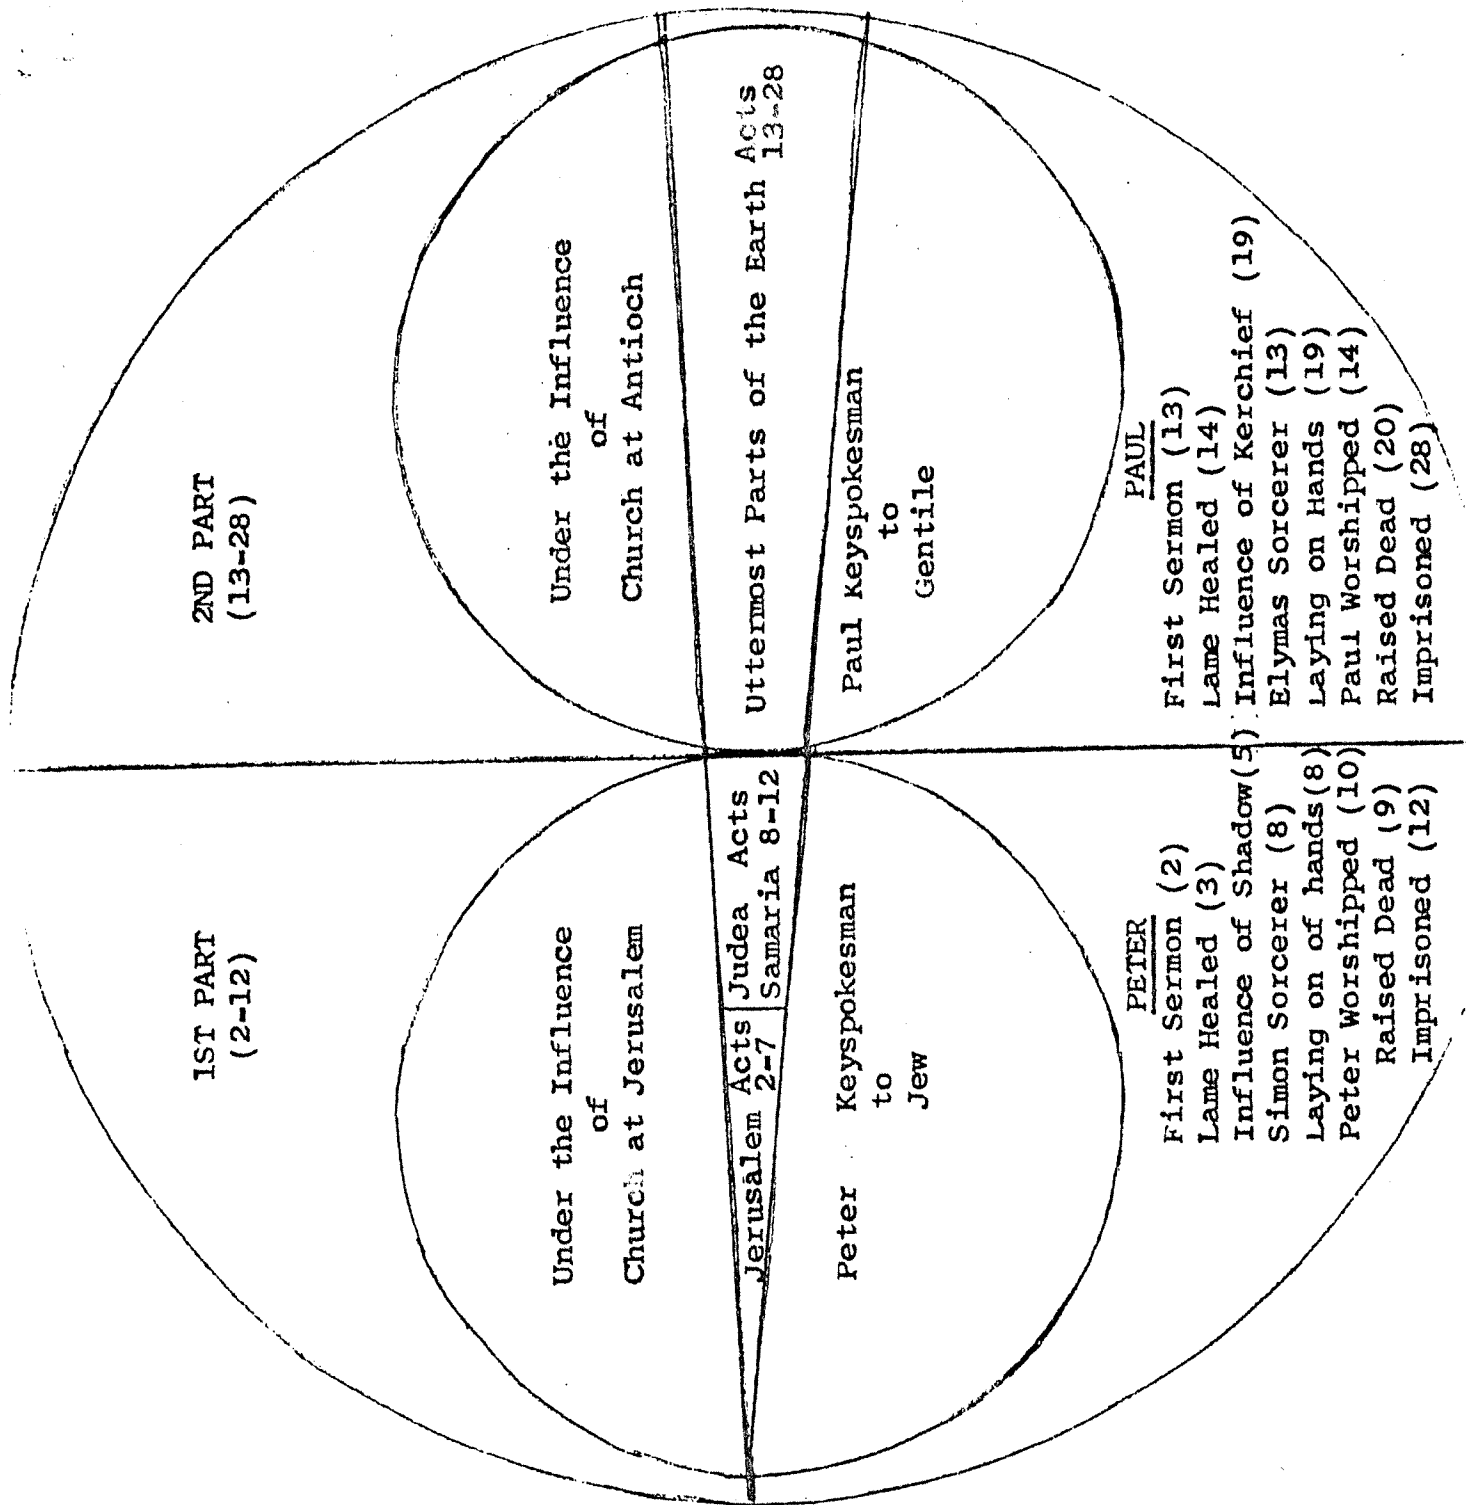 1ST PART
(2-12)
Under the Influence
of
Church at Jerusalem
Jerusalem Acts
2-7
Judea Acts
Samaria 8-12
Peter Keyspokesman
to
Jew
PETER
First Sermon (2)
Lame Healed (3)
Influence of Shadow(5)
Simon Sorcerer (8)
Laying on of hands(8)
Peter Worshipped (10)
Raised Dead (9)
Imprisoned (12)
2ND PART
(13-28)
Under the Influence
of
Church at Antioch
Uttermost Parts of the Earth Acts
13-28
Paul Keyspokesman
to
Gentile
PAUL
First Sermon (13)
Lame Healed (14)
Influence of Kerchief (19)
Elymas Sorcerer (13)
Laying on Hands (19)
Paul Worshipped (14)
Raised Dead (20)
Imprisoned (28)